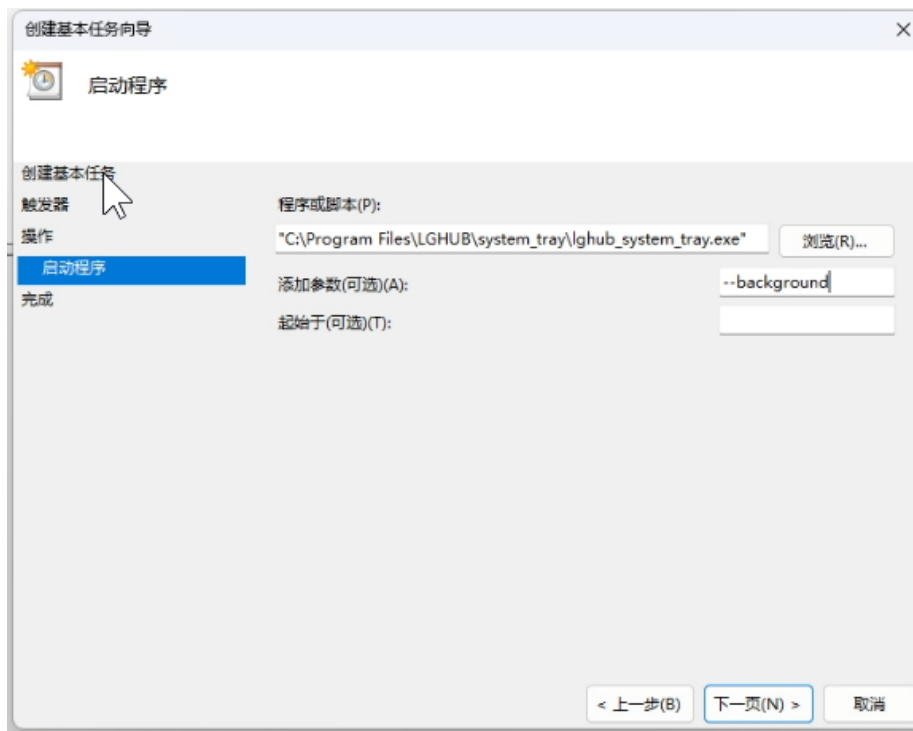 创建基本任务向导
启动程序
创建基本任务
触发器
操作
启动程序
完成
程序或脚本(P):
"C:\Program Files\LGHUB\system_tray\lghub_system_tray.exe"
浏览(R)...
添加参数(可选)(A):
--background
起始于(可选)(T):
< 上一步(B)
下一页(N) >
取消